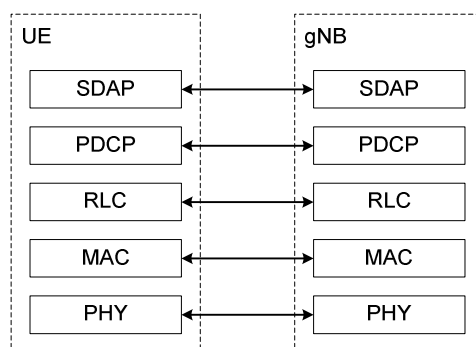 UE gNB
SDAP SDAP
PDCP PDCP
RLC RLC
MAC MAC
PHY PHY